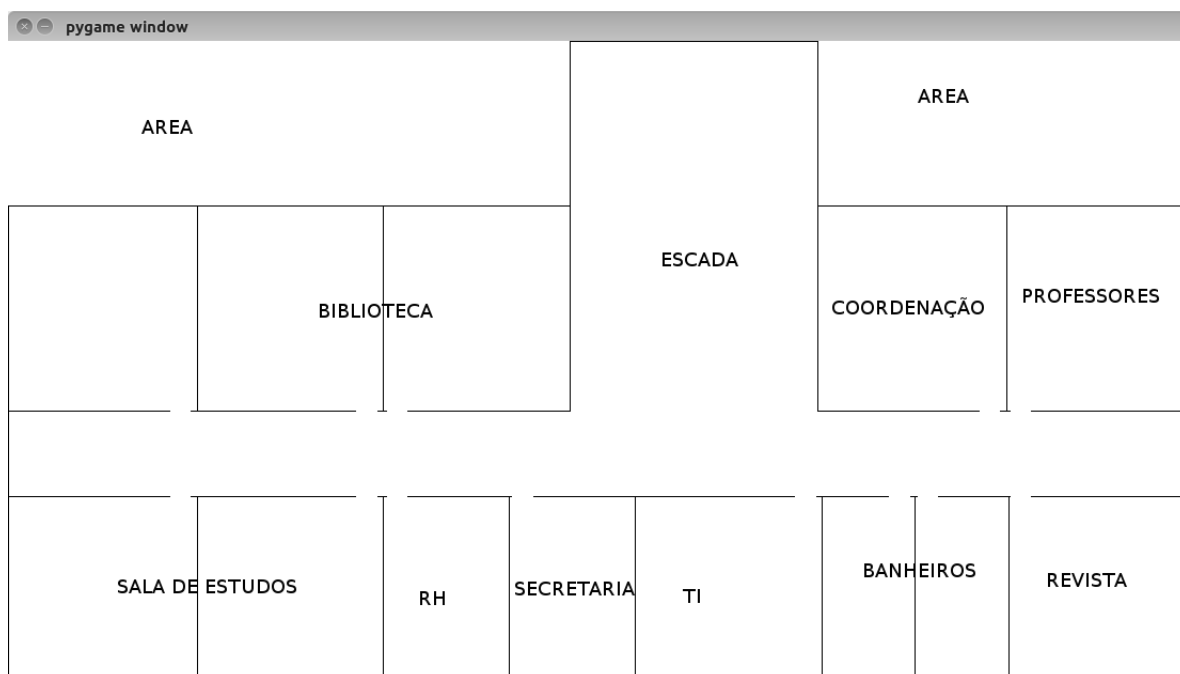 pygame window
AREA
AREA
ESCADA
BIBLIOTECA
COORDENAÇÃO
PROFESSORES
SALA DE ESTUDOS
RH
SECRETARIA
TI
BANHEIROS
REVISTA